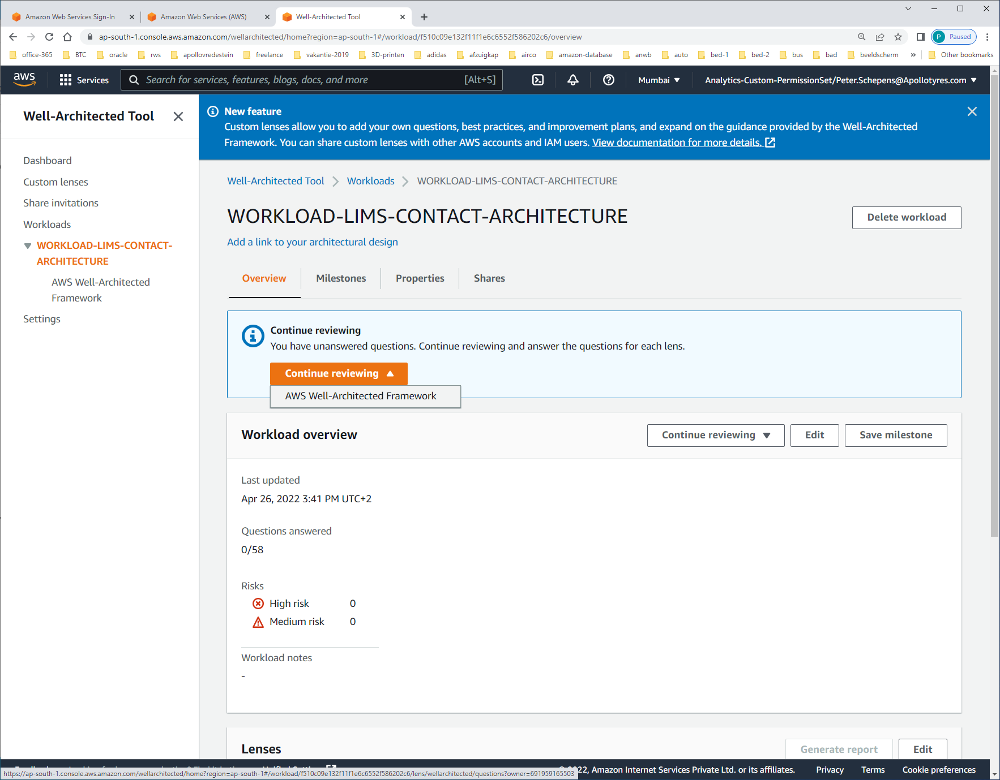 Amazon Web Services Sign-In
Amazon Web Services (AWS)
Well-Architected Tool
ap-south-1.console.aws.amazon.com/wellarchitected/home?region=ap-south-1#/workload/f510c09e132f11f1e6c6552f586202c6/overview
P Paused
office-365 BTC oracle rws apollovredestein freelance vakantie-2019 3D-printen adidas afzuigkap airco amazon-database anwb auto bed-1 bed-2 bus bad beeldscherm » Other bookmarks
aws Services Search for services, features, blogs, docs, and more [Alt+S] Mumbai Analytics-Custom-PermissionSet/Peter.Schepens@Apollotyres.com
Well-Architected Tool
Dashboard
Custom lenses
Share invitations
Workloads
WORKLOAD-LIMS-CONTACT-
ARCHITECTURE
AWS Well-Architected
Framework
Settings
New feature
Custom lenses allow you to add your own questions, best practices, and improvement plans, and expand on the guidance provided by the Well-Architected
Framework. You can share custom lenses with other AWS accounts and IAM users. View documentation for more details.
Well-Architected Tool Workloads WORKLOAD-LIMS-CONTACT-ARCHITECTURE
WORKLOAD-LIMS-CONTACT-ARCHITECTURE
Delete workload
Add a link to your architectural design
Overview Milestones Properties Shares
Continue reviewing
You have unanswered questions. Continue reviewing and answer the questions for each lens.
Continue reviewing
AWS Well-Architected Framework
Workload overview
Continue reviewing Edit Save milestone
Last updated
Apr 26, 2022 3:41 PM UTC+2
Questions answered
0/58
Risks
High risk 0
Medium risk 0
Workload notes
-
Lenses
Generate report Edit
22, Amazon Internet Services Private Ltd. or its affiliates. Privacy Terms Cookie preferences
https://ap-south-1.console.aws.amazon.com/wellarchitected/home?region=ap-south-1#/workload/f510c09e132f11f1e6c6552f586202c6/lens/wellarchitected/questions?owner=691959165503